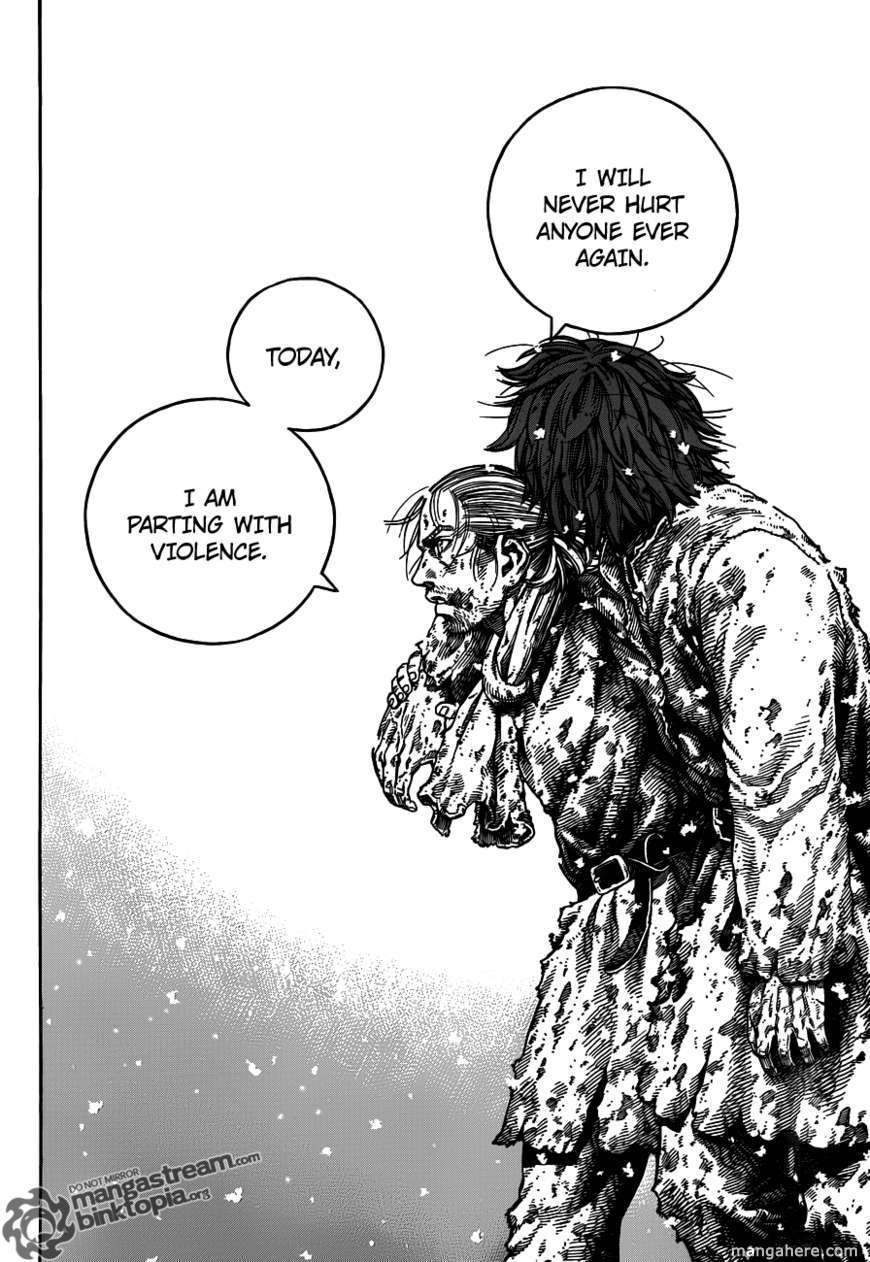 I WILL
NEVER HURT
ANYONE EVER
AGAIN.
TODAY,
I AM
PARTING WITH
VIOLENCE.
DO NOT MIRROR
mangastream.com
binktopia.org
mangahere.com